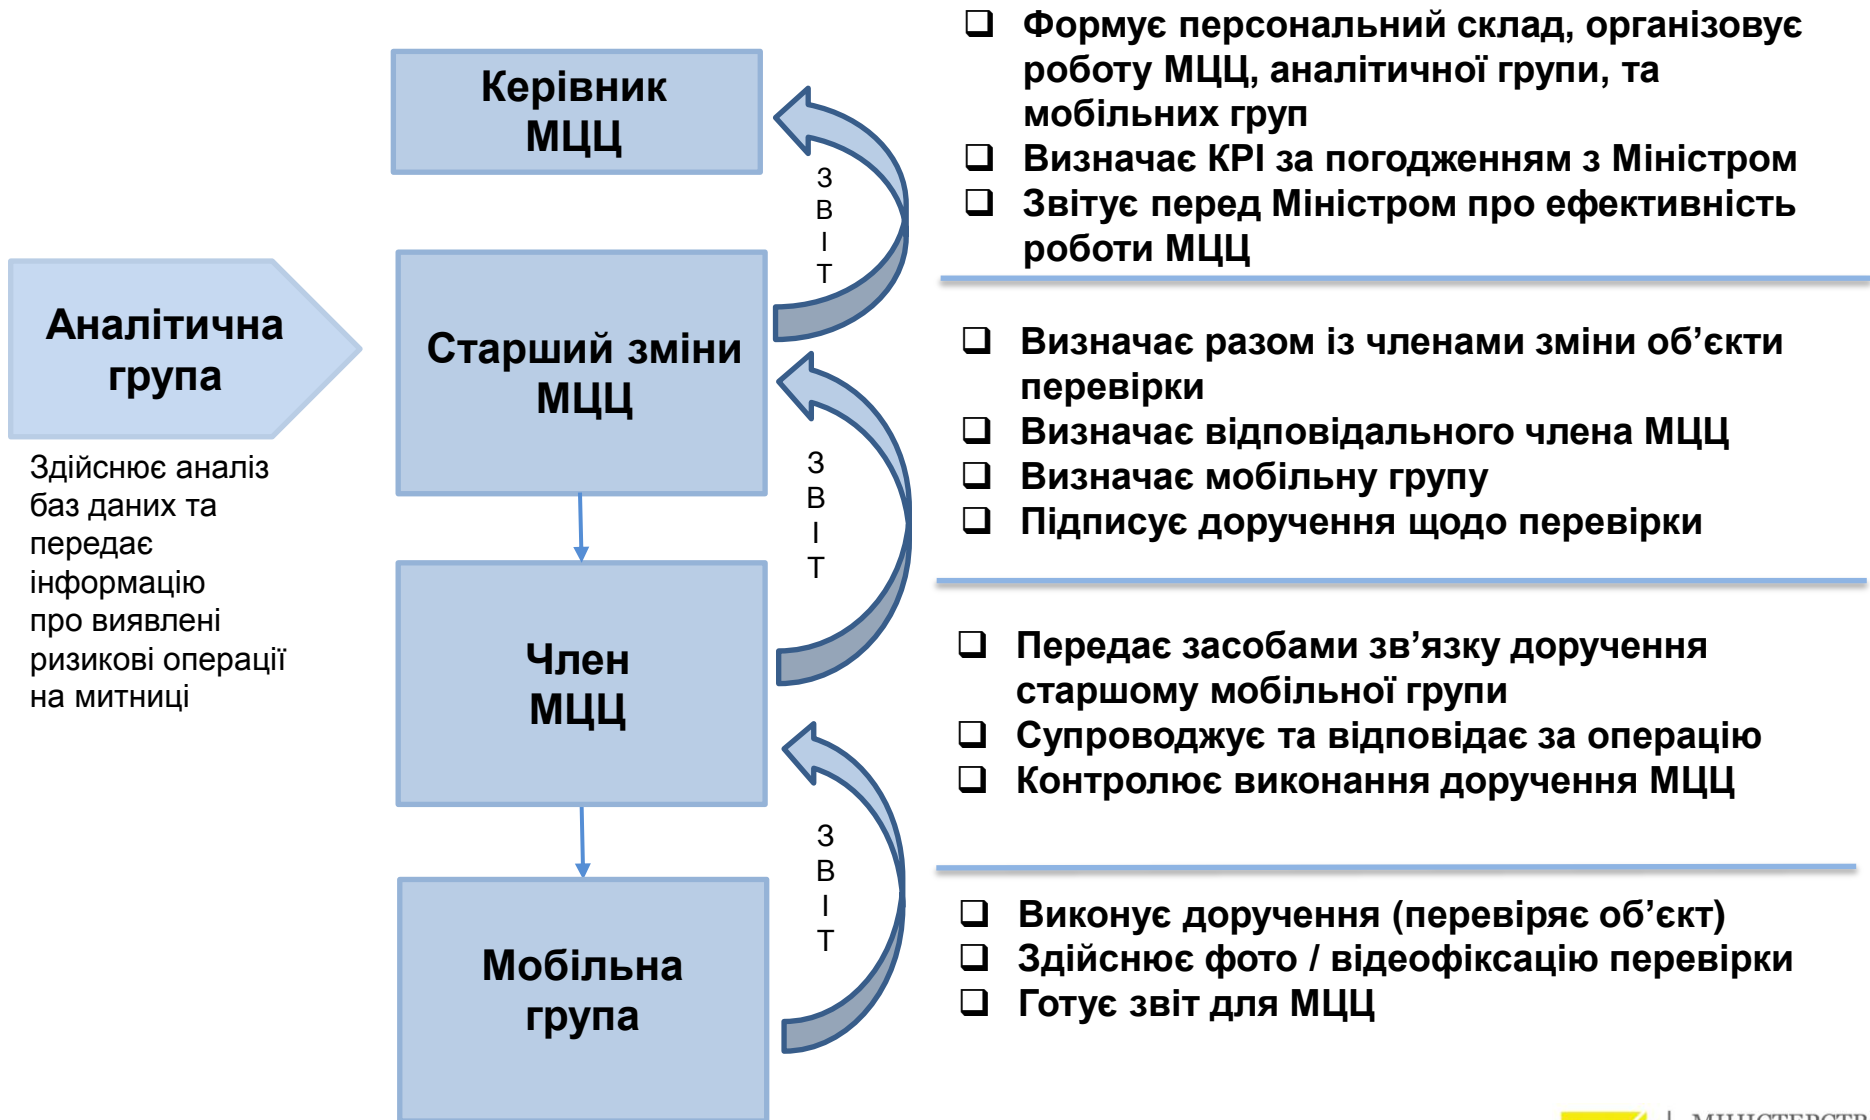 Керівник
МЦЦ
З
В
І
Т
Формує персональний склад, організовує
роботу МЦЦ, аналітичної групи, та
мобільних груп
Визначає КРІ за погодженням з Міністром
Звітує перед Міністром про ефективність
роботи МЦЦ
Аналітична
група
Здійснює аналіз
баз даних та
передає
інформацію
про виявлені
ризикові операції
на митниці
Старший зміни
МЦЦ
З
В
І
Т
Визначає разом із членами зміни об’єкти
перевірки
Визначає відповідального члена МЦЦ
Визначає мобільну групу
Підписує доручення щодо перевірки
Член
МЦЦ
З
В
І
Т
Передає засобами зв’язку доручення
старшому мобільної групи
Супроводжує та відповідає за операцію
Контролює виконання доручення МЦЦ
Мобільна
група
Виконує доручення (перевіряє об’єкт)
Здійснює фото / відеофіксацію перевірки
Готує звіт для МЦЦ